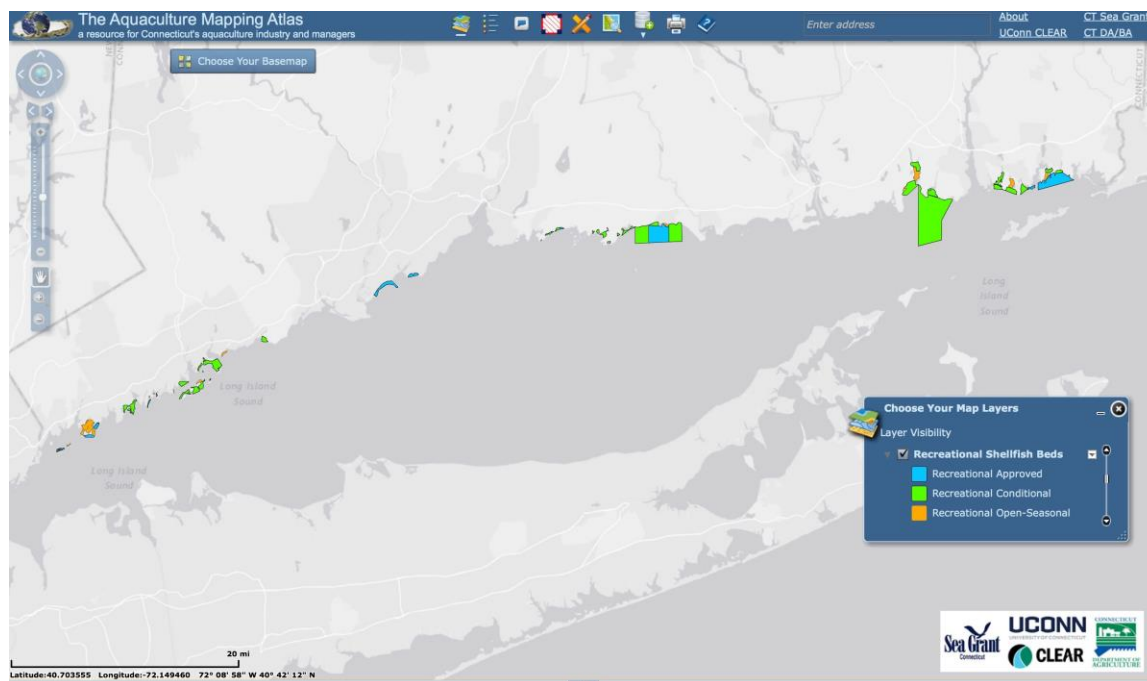 The Aquaculture Mapping Atlas
a resource for Connecticut's aquaculture industry and managers
Enter address
About
CT Sea Grant
UConn CLEAR
CT DA/BA
Choose Your Basemap
CONNECTICUT
Long Island
Sound
Long
Island
Sound
Long Island
Sound
Choose Your Map Layers
Layer Visibility
Recreational Shellfish Beds
Recreational Approved
Recreational Conditional
Recreational Open-Seasonal
20 mi
Latitude:40.703555 Longitude:-72.149460 72° 08' 58" W 40° 42' 12" N
Sea Grant
Connecticut
UCONN
UNIVERSITY OF CONNECTICUT
CLEAR
CONNECTICUT
DEPARTMENT OF
AGRICULTURE